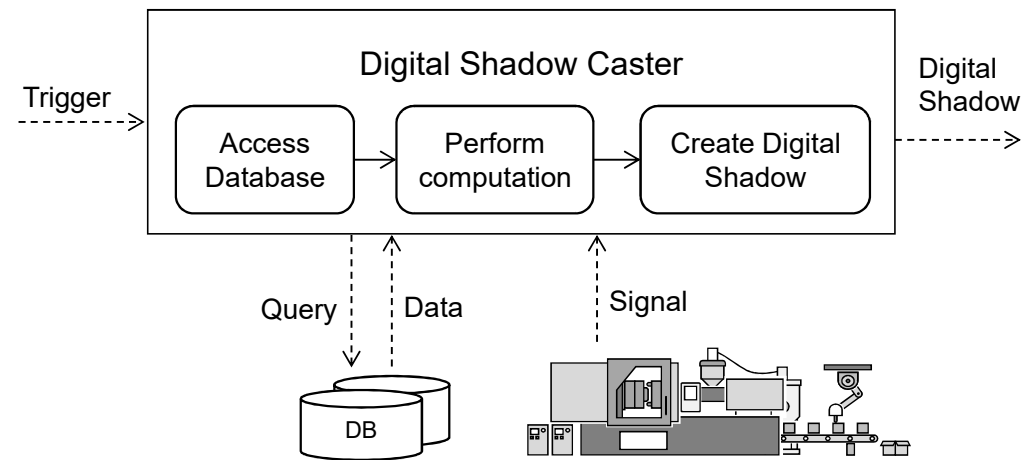 Digital Shadow Caster
Trigger
Access
Database
Perform
computation
Create Digital
Shadow
Digital
Shadow
Query
Data
Signal
DB